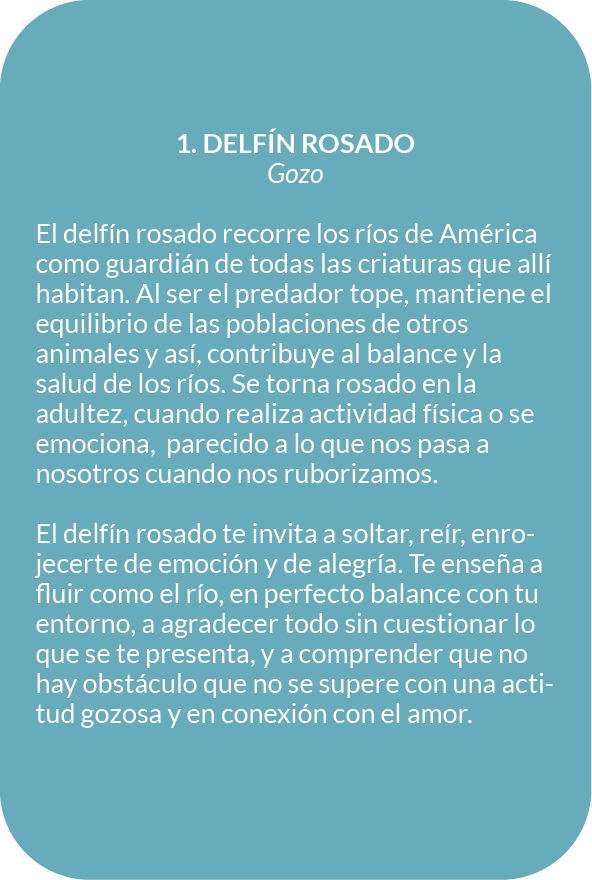 1. DELFÍN ROSADO
Gozo
El delfín rosado recorre los ríos de América
como guardián de todas las criaturas que allí
habitan. Al ser el predador tope, mantiene el
equilibrio de las poblaciones de otros
animales y así, contribuye al balance y la
salud de los ríos. Se torna rosado en la
adultez, cuando realiza actividad física o se
emociona,  parecido a lo que nos pasa a
nosotros cuando nos ruborizamos.
El delfín rosado te invita a soltar, reír, enro-
jecerte de emoción y de alegría. Te enseña a
fluir como el río, en perfecto balance con tu
entorno, a agradecer todo sin cuestionar lo
que se te presenta, y a comprender que no
hay obstáculo que no se supere con una acti-
tud gozosa y en conexión con el amor.